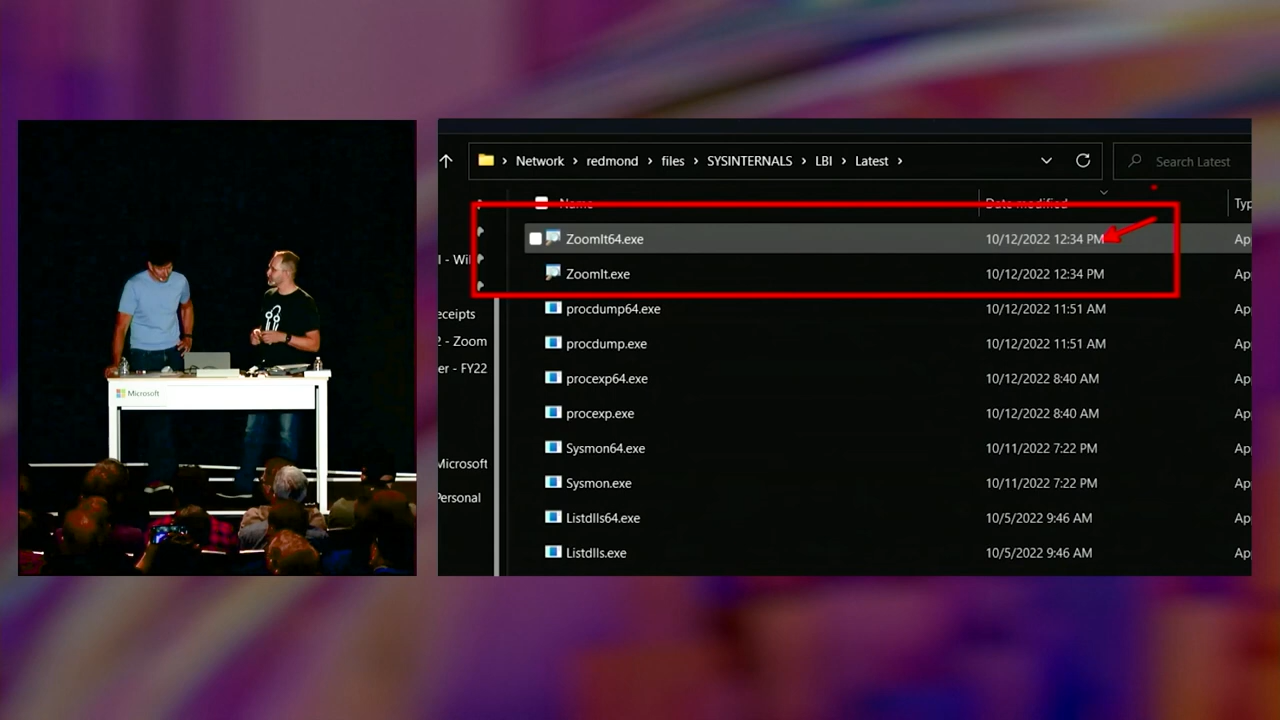 Microsoft
Network > redmond > files > SYSINTERNALS > LBI > Latest >
Search Latest
Name
Date modified
Typ
ZoomIt64.exe 10/12/2022 12:34 PM Ap
l - Wil
ZoomIt.exe 10/12/2022 12:34 PM Ap
procdump64.exe 10/12/2022 11:51 AM Ap
eceipts
procdump.exe 10/12/2022 11:51 AM Ap
2 - Zoom
er - FY22
procexp64.exe 10/12/2022 8:40 AM Ap
procexp.exe 10/12/2022 8:40 AM Ap
Sysmon64.exe 10/11/2022 7:22 PM Ap
Microsoft
Sysmon.exe 10/11/2022 7:22 PM Ap
Personal
Listdlls64.exe 10/5/2022 9:46 AM Ap
Listdlls.exe 10/5/2022 9:46 AM Ap